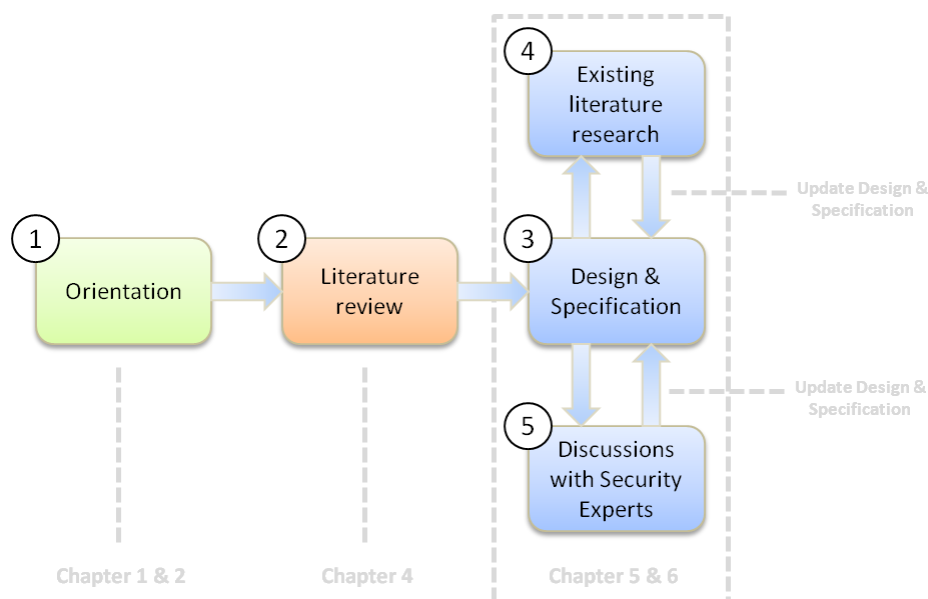 4
Existing
literature
research
Update Design &
Specification
1
Orientation
2
Literature
review
3
Design &
Specification
Update Design &
Specification
5
Discussions
with Security
Experts
Chapter 1 & 2
Chapter 4
Chapter 5 & 6